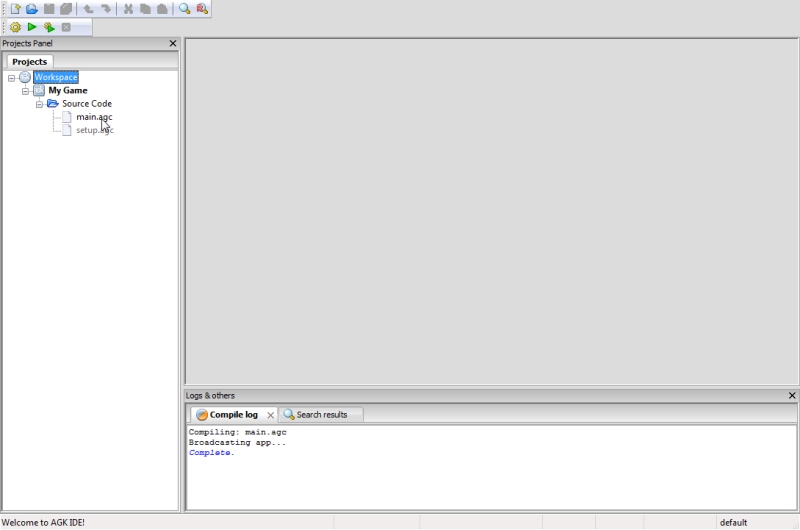 Projects Panel
Projects
Workspace
My Game
Source Code
main.agc
setup.agc
Logs & others
Compile log
Search results
Compiling: main.agc
Broadcasting app...
Complete.
Welcome to AGK IDE!
default